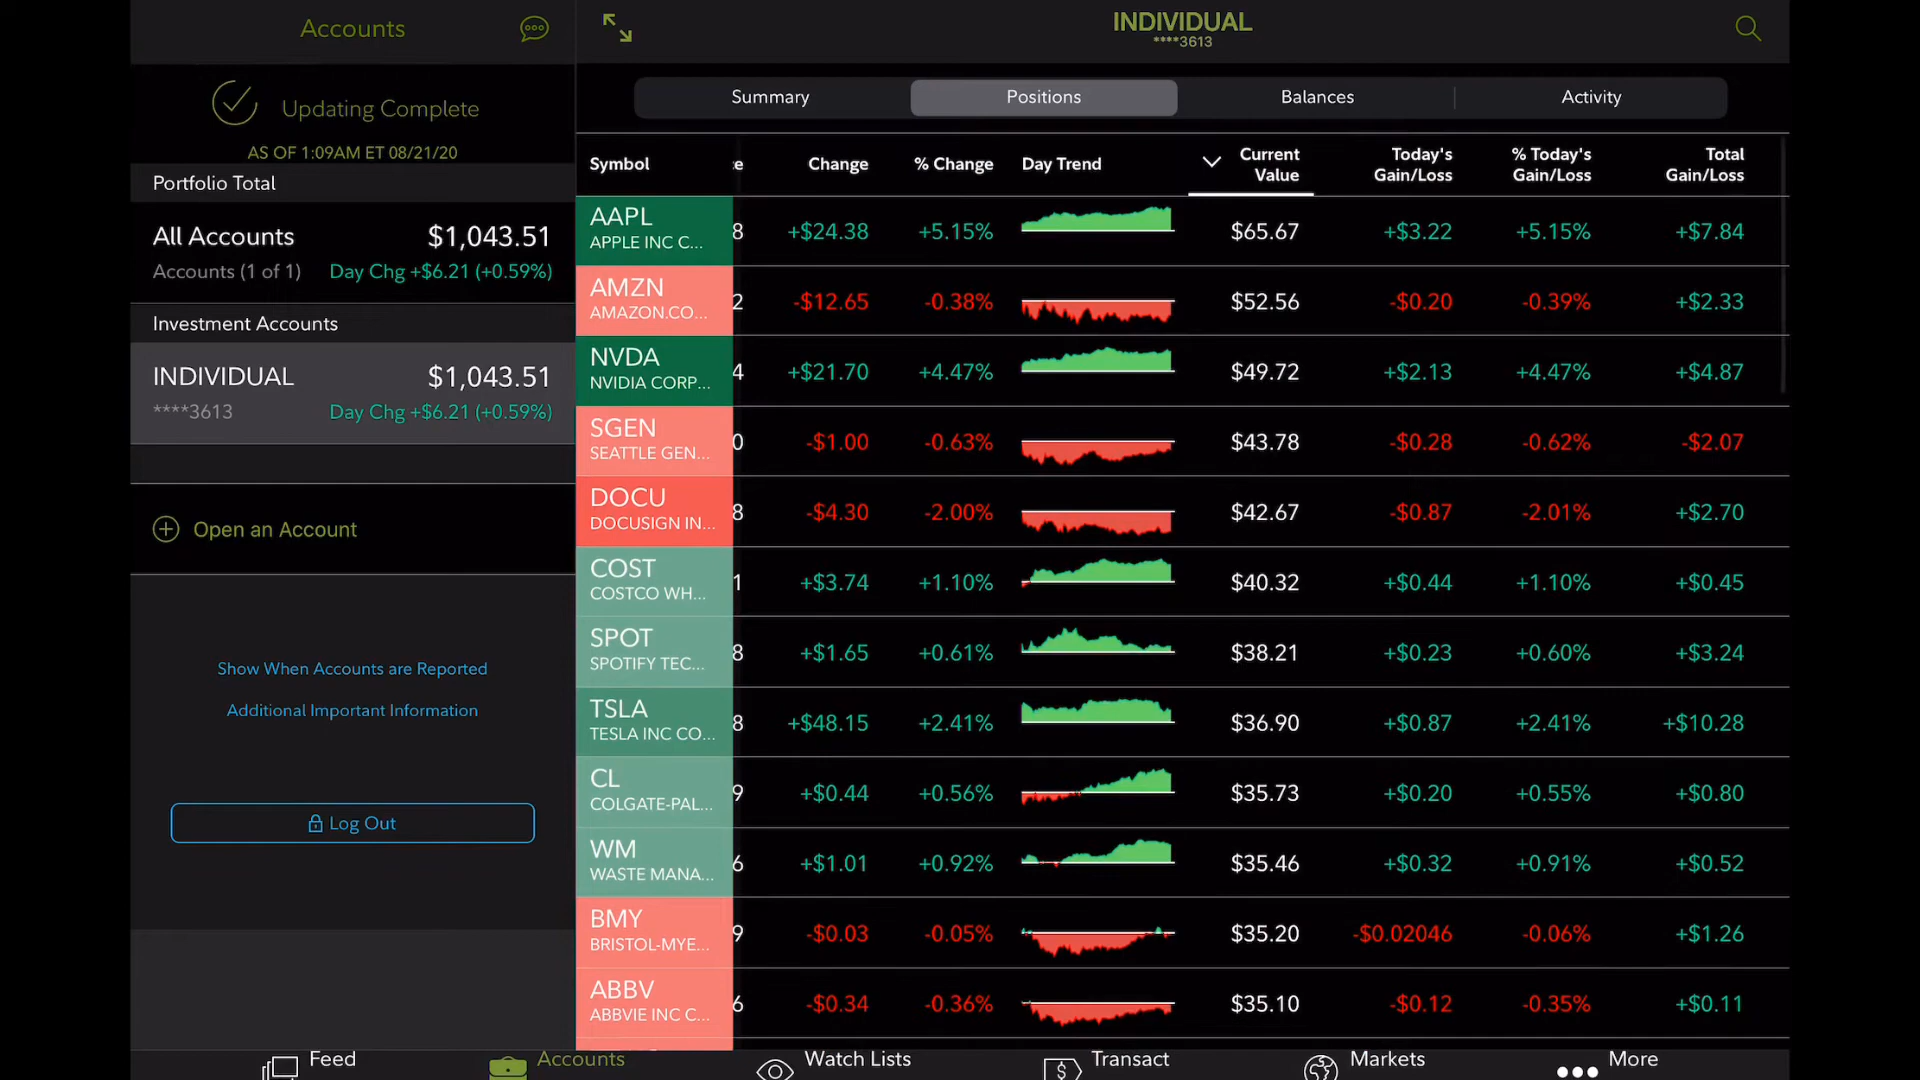 Accounts
INDIVIDUAL
****3613
Updating Complete
AS OF 1:09AM ET 08/21/20
Portfolio Total
All Accounts $1,043.51
Accounts (1 of 1) Day Chg +$6.21 (+0.59%)
Investment Accounts
INDIVIDUAL $1,043.51
****3613 Day Chg +$6.21 (+0.59%)
Open an Account
Show When Accounts are Reported
Additional Important Information
Log Out
Summary Positions Balances Activity
Symbol e Change % Change Day Trend Current Value Today's Gain/Loss % Today's Gain/Loss Total Gain/Loss
AAPL
APPLE INC C... 8 +$24.38 +5.15% $65.67 +$3.22 +5.15% +$7.84
AMZN
AMAZON.CO... 2 -$12.65 -0.38% $52.56 -$0.20 -0.39% +$2.33
NVDA
NVIDIA CORP... 4 +$21.70 +4.47% $49.72 +$2.13 +4.47% +$4.87
SGEN
SEATTLE GEN... 0 -$1.00 -0.63% $43.78 -$0.28 -0.62% -$2.07
DOCU
DOCUSIGN IN... 8 -$4.30 -2.00% $42.67 -$0.87 -2.01% +$2.70
COST
COSTCO WH... 1 +$3.74 +1.10% $40.32 +$0.44 +1.10% +$0.45
SPOT
SPOTIFY TEC... 8 +$1.65 +0.61% $38.21 +$0.23 +0.60% +$3.24
TSLA
TESLA INC CO... 8 +$48.15 +2.41% $36.90 +$0.87 +2.41% +$10.28
CL
COLGATE-PAL... 9 +$0.44 +0.56% $35.73 +$0.20 +0.55% +$0.80
WM
WASTE MANA... 6 +$1.01 +0.92% $35.46 +$0.32 +0.91% +$0.52
BMY
BRISTOL-MYE... 9 -$0.03 -0.05% $35.20 -$0.02046 -0.06% +$1.26
ABBV
ABBVIE INC C... 6 -$0.34 -0.36% $35.10 -$0.12 -0.35% +$0.11
Feed Accounts Watch Lists Transact Markets More